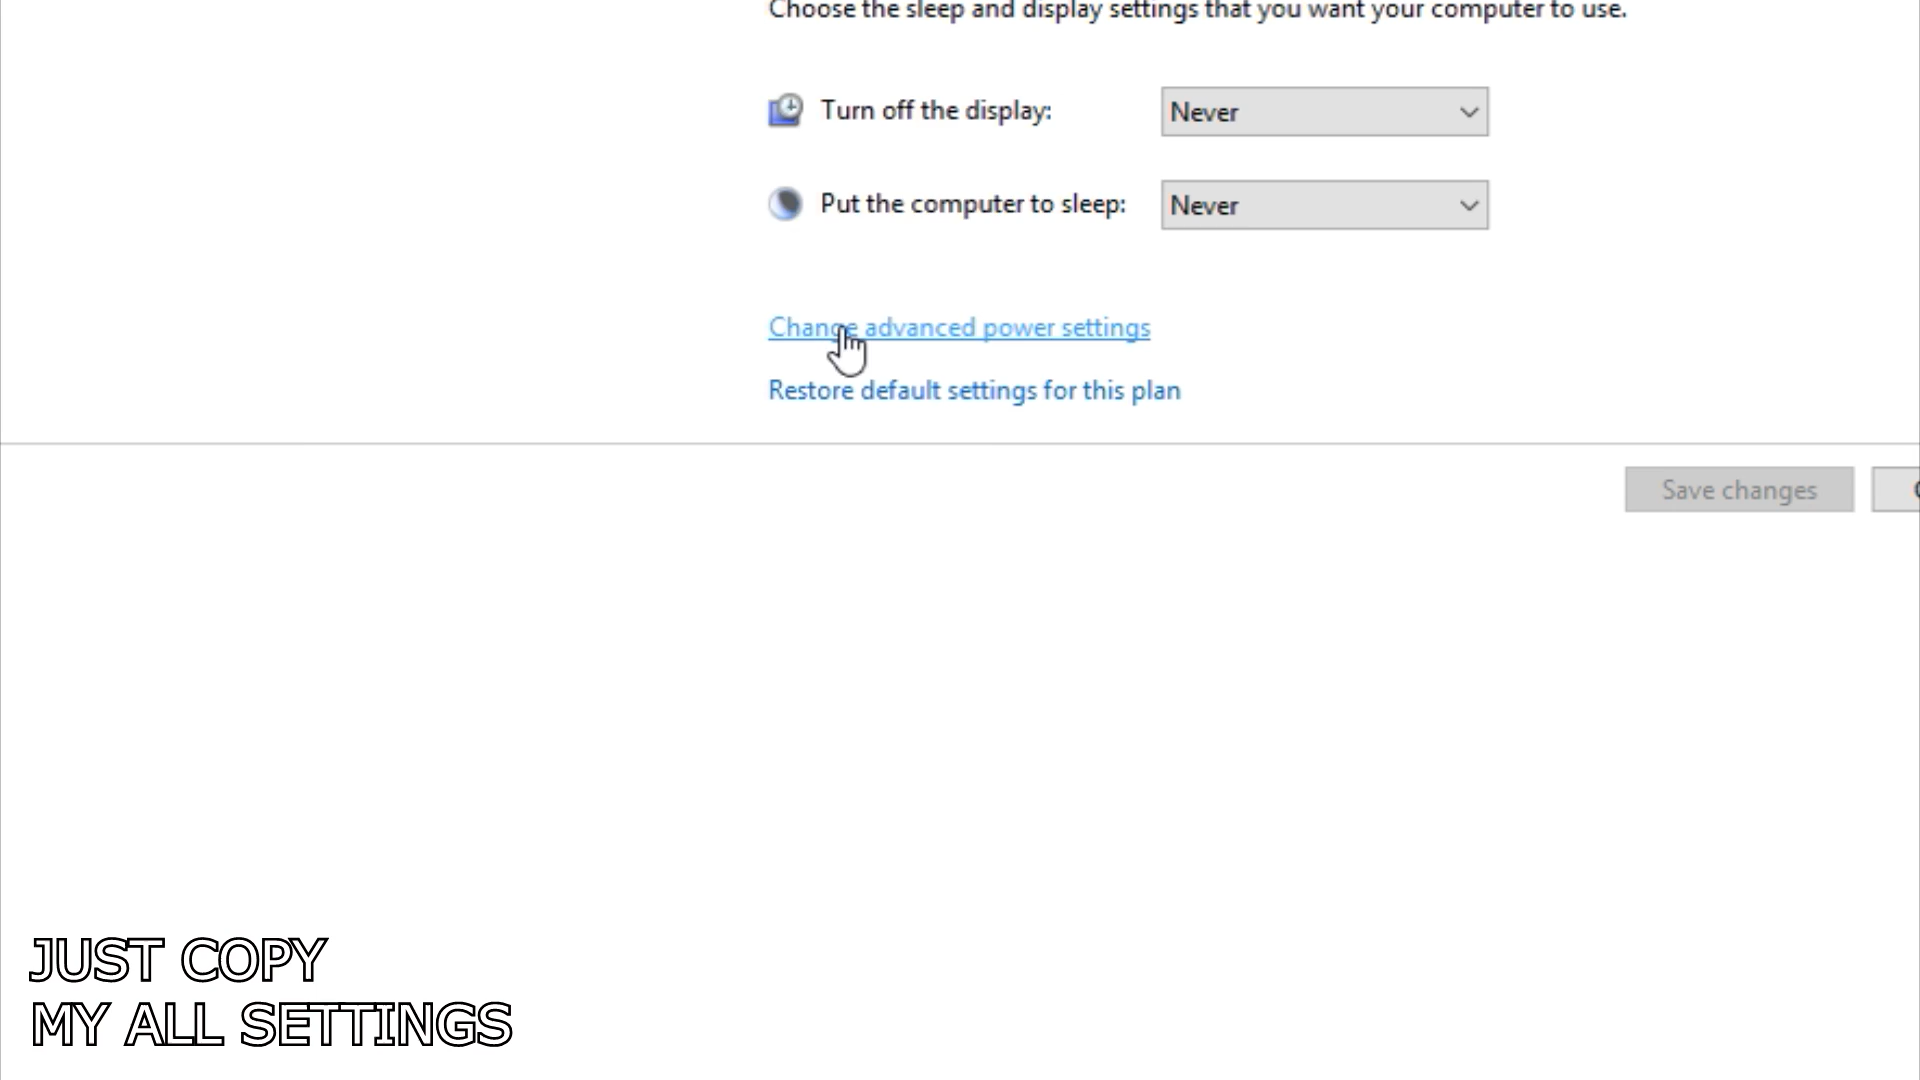 Choose the sleep and display settings that you want your computer to use.
Turn off the display: Never
Put the computer to sleep: Never
Change advanced power settings
Restore default settings for this plan
Save changes
JUST COPY
MY ALL SETTINGS